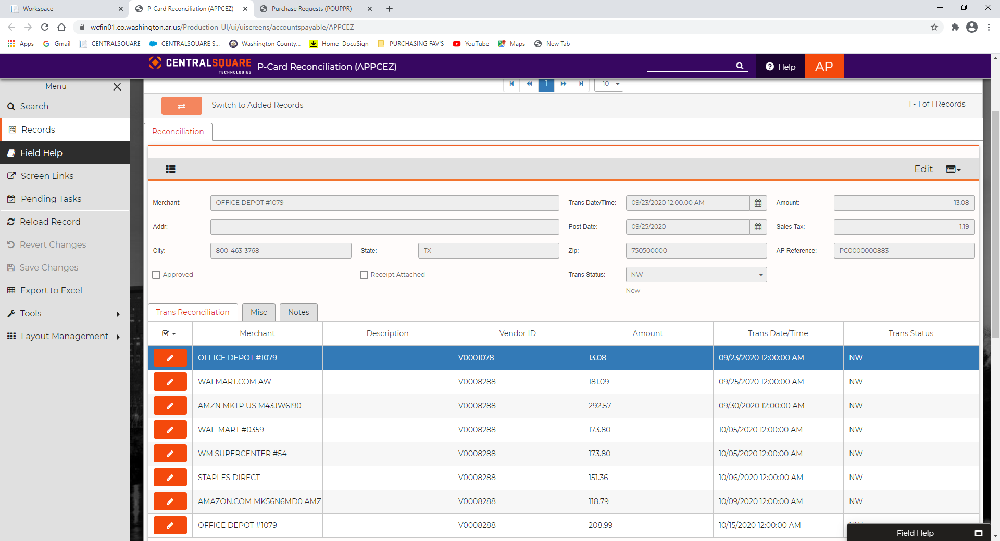 Workspace
P-Card Reconciliation (APPCEZ)
Purchase Requests (POUPPR)
wcfin01.co.washington.ar.us/Production-UI/ui/uiscreens/accountspayable/APPCEZ
Apps Gmail CENTRALSQUARE CENTRALSQUARE S... Washington County... Home DocuSign PURCHASING FAV'S YouTube Maps New Tab
CENTRALSQUARE
TECHNOLOGIES
P-Card Reconciliation (APPCEZ)
Help
AP
Menu
Search
Records
Field Help
Screen Links
Pending Tasks
Reload Record
Revert Changes
Save Changes
Export to Excel
Tools
Layout Management
1 10
Switch to Added Records
1 - 1 of 1 Records
Reconciliation
Edit
Merchant: OFFICE DEPOT #1079 Trans Date/Time: 09/23/2020 12:00:00 AM Amount: 13.08
Addr: Post Date: 09/25/2020 Sales Tax: 1.19
City: 800-463-3768 State: TX Zip: 750500000 AP Reference: PC0000000883
Approved Receipt Attached Trans Status: NW
New
Trans Reconciliation Misc Notes
Merchant Description Vendor ID Amount Trans Date/Time Trans Status
OFFICE DEPOT #1079 V0001078 13.08 09/23/2020 12:00:00 AM NW
WALMART.COM AW V0008288 181.09 09/25/2020 12:00:00 AM NW
AMZN MKTP US M43JW6I90 V0008288 292.57 09/30/2020 12:00:00 AM NW
WAL-MART #0359 V0008288 173.80 10/05/2020 12:00:00 AM NW
WM SUPERCENTER #54 V0008288 173.80 10/05/2020 12:00:00 AM NW
STAPLES DIRECT V0008288 151.36 10/06/2020 12:00:00 AM NW
AMAZON.COM MK56N6MD0 AMZ V0008288 118.79 10/09/2020 12:00:00 AM NW
OFFICE DEPOT #1079 V0008288 208.99 10/15/2020 12:00:00 AM
Field Help